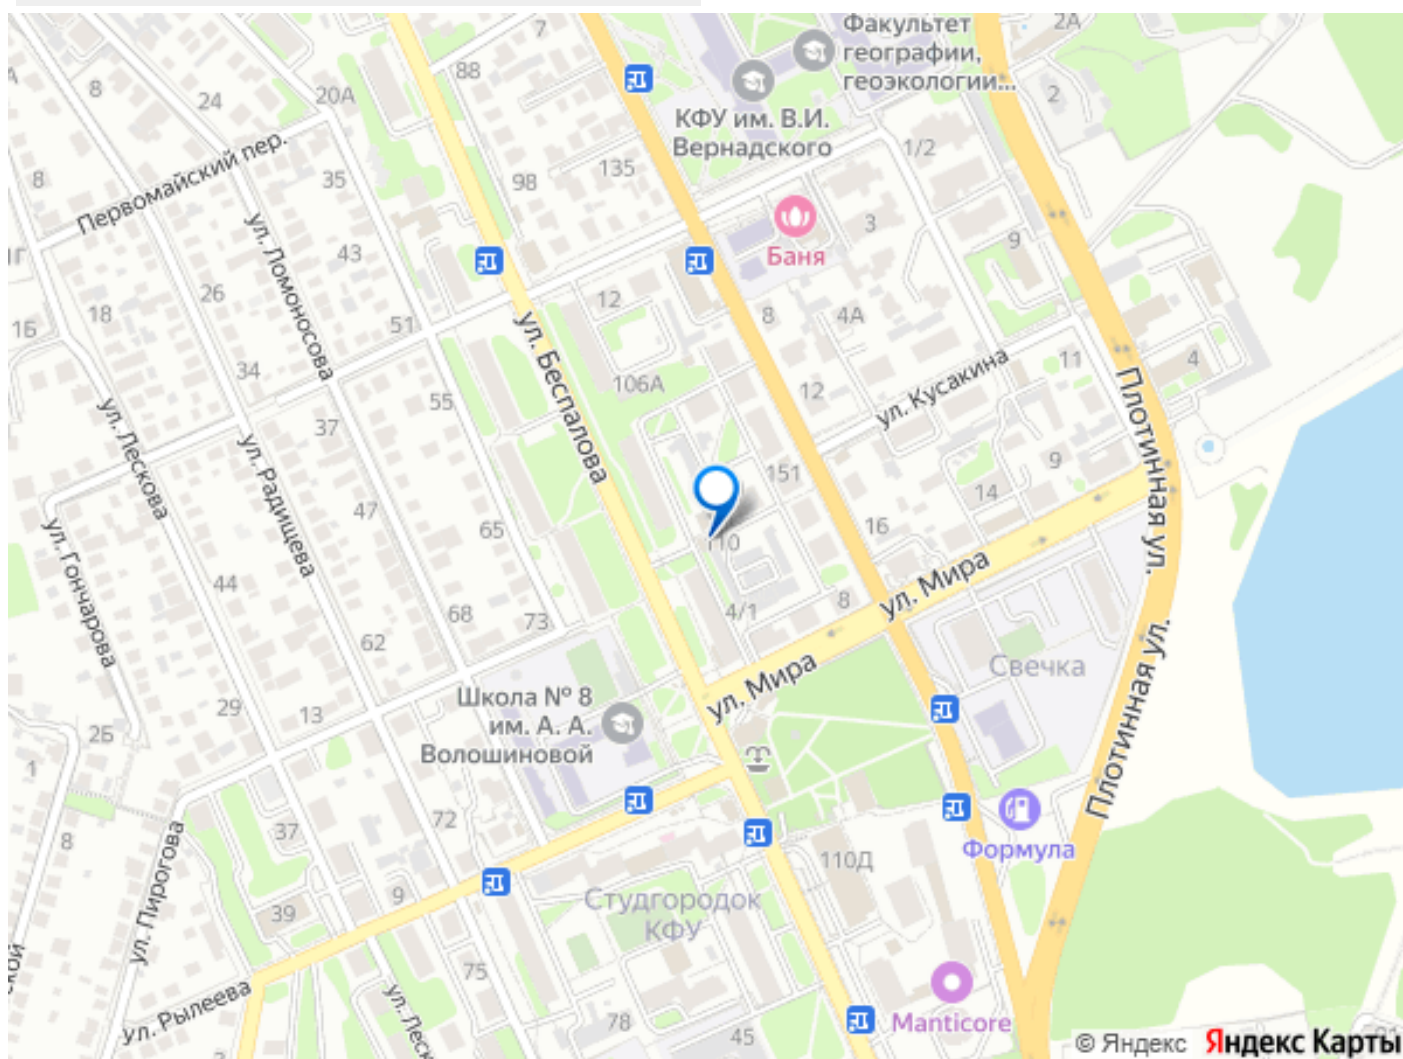 7
Факультет
географии,
геоэкологии...
2А
88
8
24
20А
2
КФУ им. В.И.
Вернадского
1/2
Первомайский пер.
135
98
35
8
ул. Ломоносова
3
9
43
Баня
26
12
18
1Б
51
8
4А
ул. Беспалова
34
106А
11
4
12
ул. Кусакина
Плотинная ул.
55
ул. Лескова
37
ул. Радищева
151
9
14
47
65
16
ул. Гончарова
110
44
ул. Мира
68
73
4/1
8
62
Свечка
ул. Мира
Плотинная ул.
Школа № 8
им. А. А.
Волошиновой
29
13
2Б
1
72
37
8
ул. Пирогова
110Д
Формула
9
39
Студгородок
КФУ
75
ул. Рылеева
ул. Леск
78
45
Manticore
© Яндекс Яндекс Карты